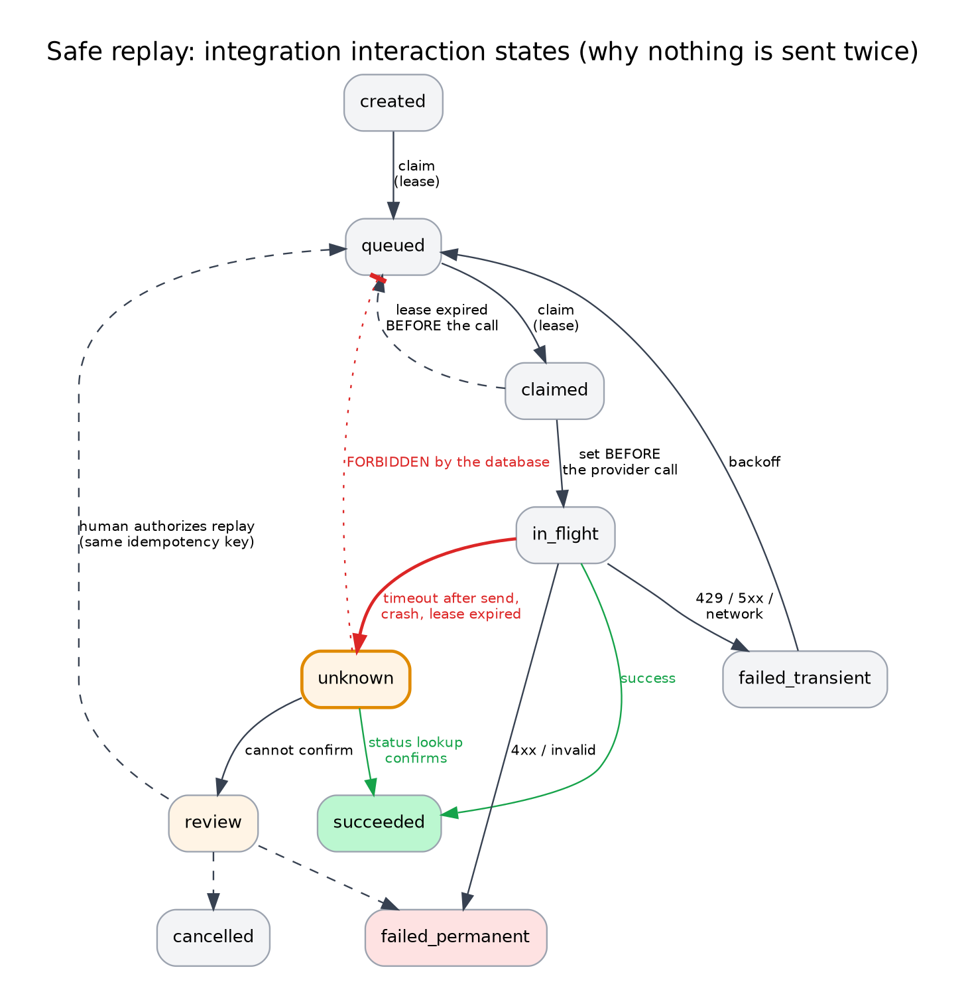 Safe replay: integration interaction states (why nothing is sent twice)
created
claim
(lease)
queued
lease expired
BEFORE the call
claim
(lease)
claimed
FORBIDDEN by the database
set BEFORE
the provider call
backoff
human authorizes replay
(same idempotency key)
in_flight
timeout after send,
crash, lease expired
429 / 5xx /
network
unknown
success
failed_transient
cannot confirm
status lookup
confirms
4xx / invalid
review
succeeded
cancelled
failed_permanent